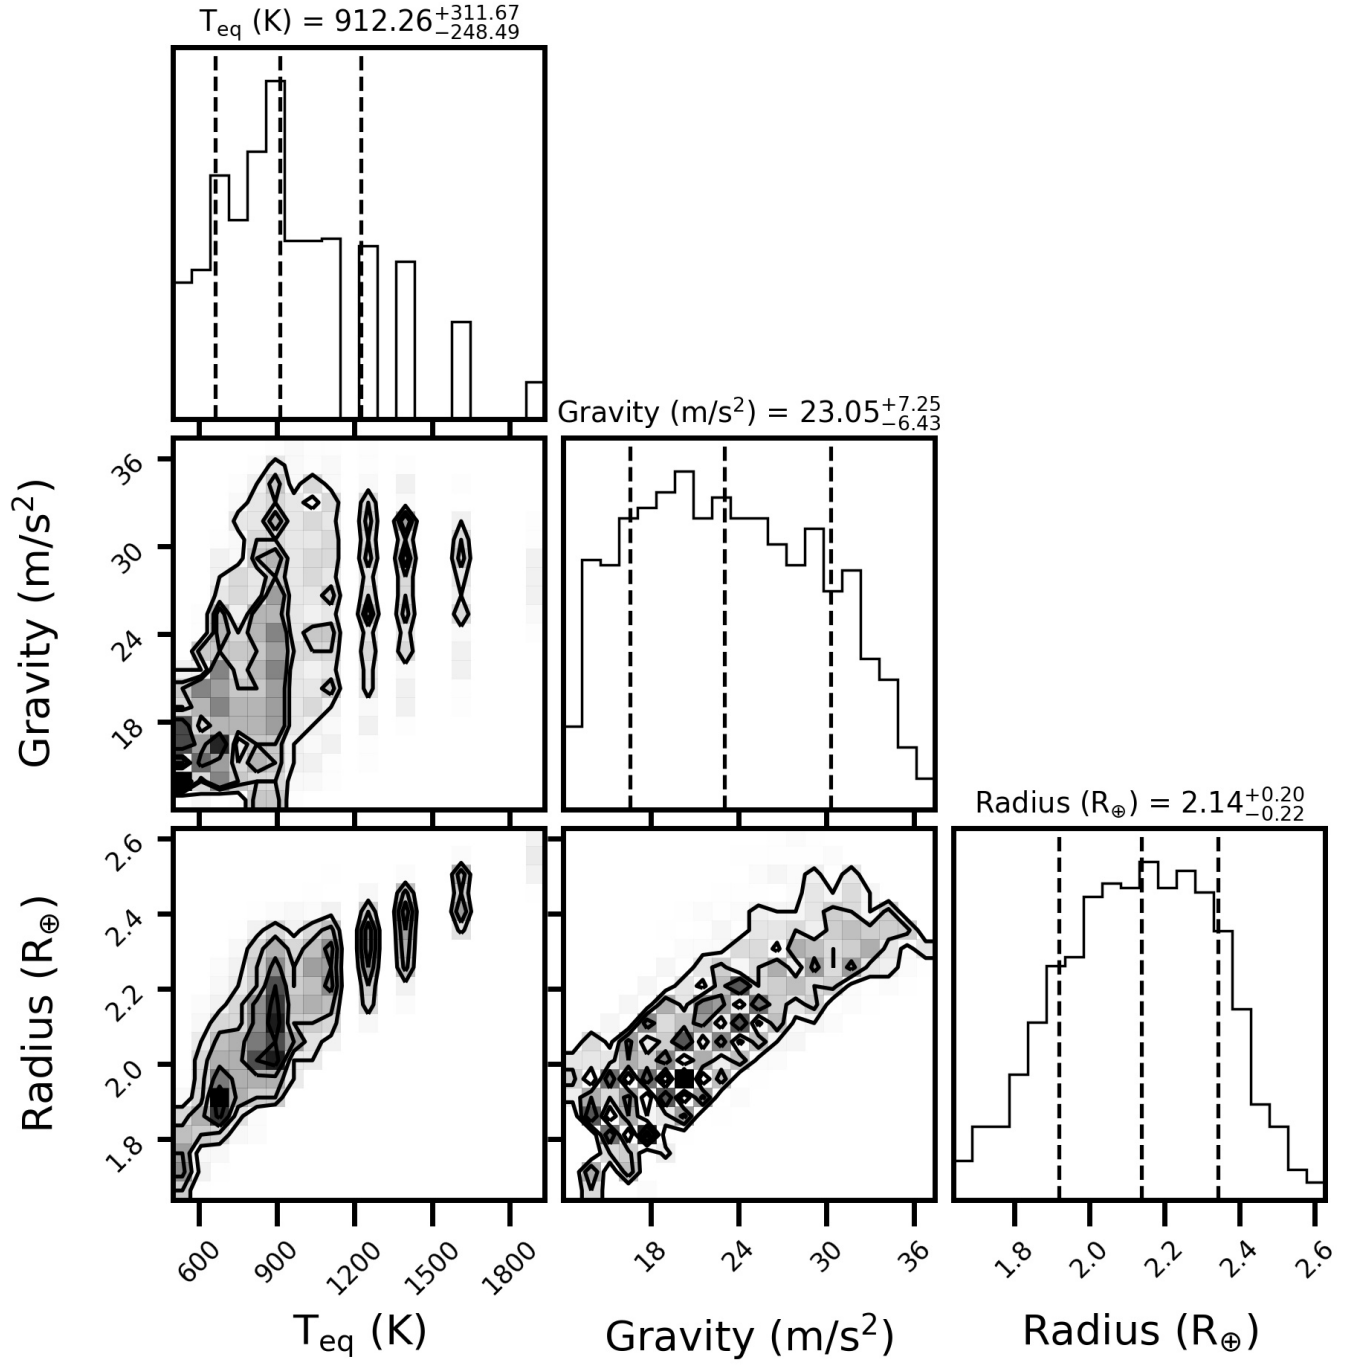 T_eq (K) = 912.26^{+311.67}_{−248.49}
Gravity (m/s²) = 23.05^{+7.25}_{−6.43}
36
30
24
18
Gravity (m/s²)
Radius (R_⊕) = 2.14^{+0.20}_{−0.22}
2.6
2.4
2.2
2.0
1.8
Radius (R_⊕)
600 900 1200 1500 1800
18 24 30 36
1.8 2.0 2.2 2.4 2.6
T_eq (K)
Gravity (m/s²)
Radius (R_⊕)